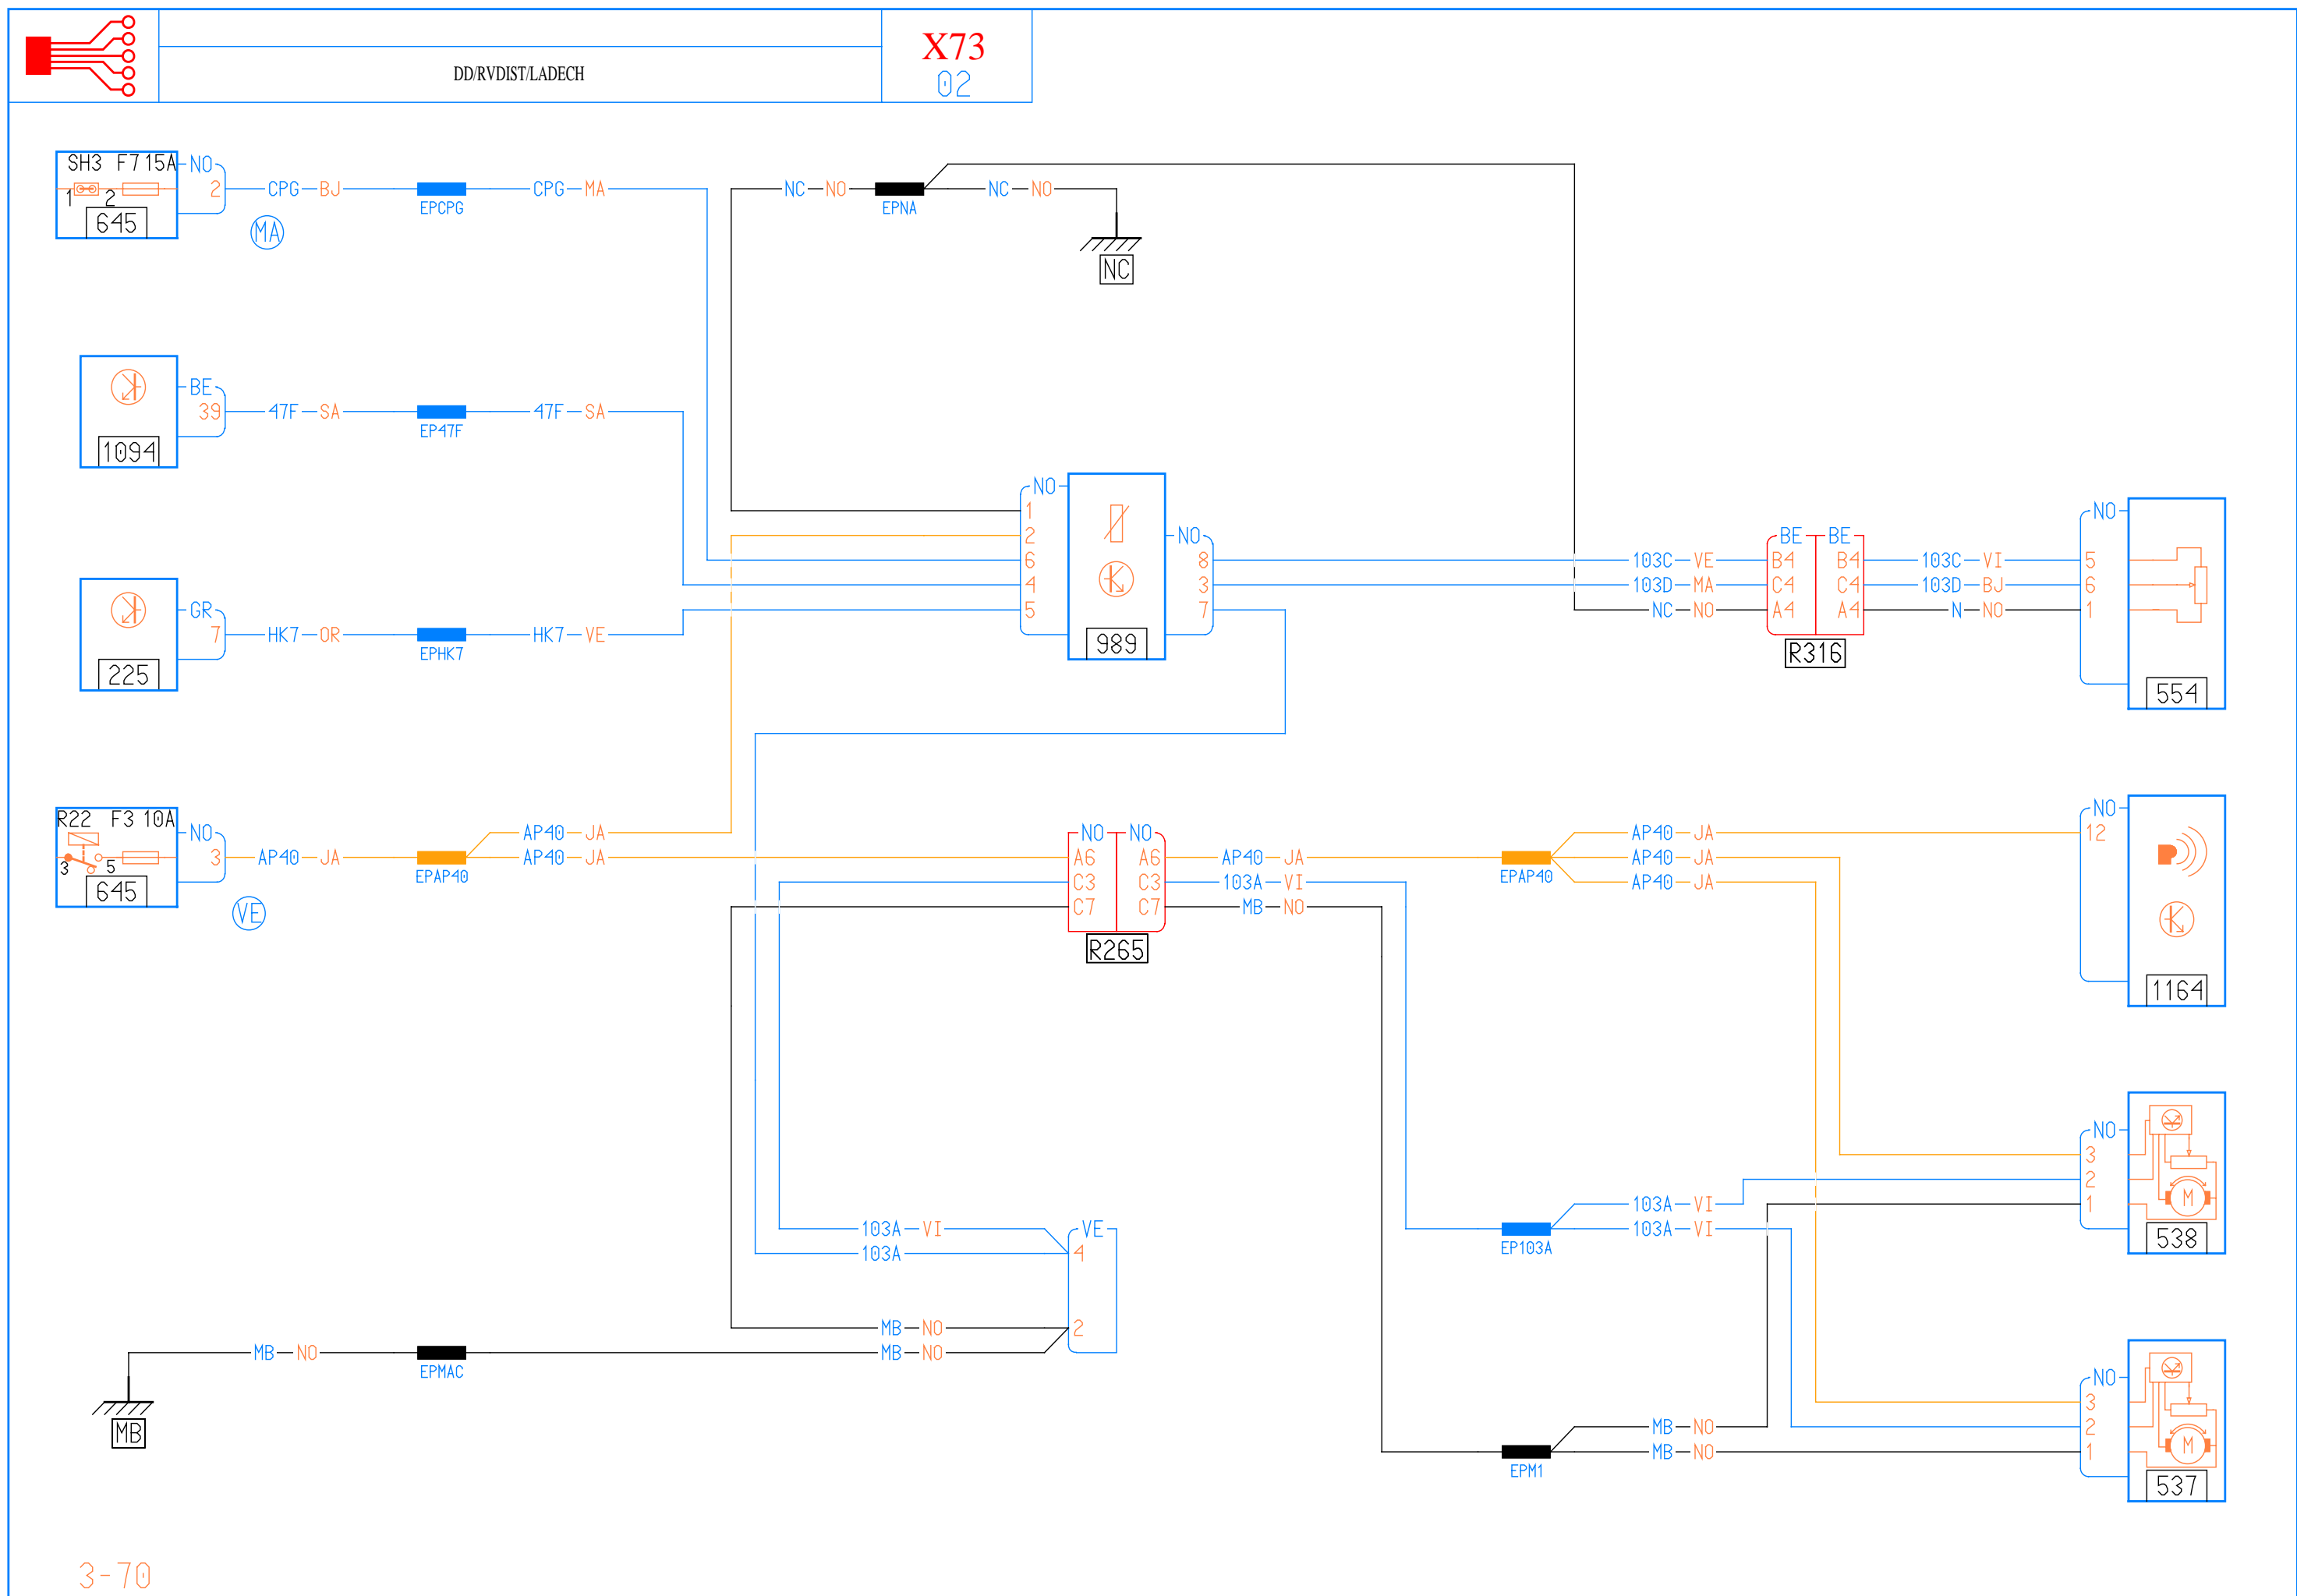 X73
DD/RVDIST/LADECH
02
SH3 F7 15A NO
1 2 2 CPG BJ CPG MA NC NO NC NO
645 EPCPG EPNA
MA
NC
BE
39 47F SA 47F SA
1094 EP47F
NO NO
1
2 NO BE BE
6 8 103C VE B4 B4 103C VI 5
4 3 103D MA C4 C4 103D BJ 6
GR 5 7 NC NO A4 A4 N NO 1
7 HK7 OR HK7 VE
225 EPHK7 989 R316 554
R22 F3 10A NO AP40 JA NO NO AP40 JA NO
12
3 5 3 AP40 JA AP40 JA A6 A6 AP40 JA AP40 JA
645 EPAP40 C3 C3 103A VI EPAP40 AP40 JA
VE C7 C7 MB NO
R265
1164
NO
3
2
103A VI 1
103A VI VE 103A VI
103A 4 EP103A 538
MB NO 2
MB NO MB NO
EPMAC
NO
3
MB MB NO 2
MB NO 1
EPM1
537
M
M
3-70